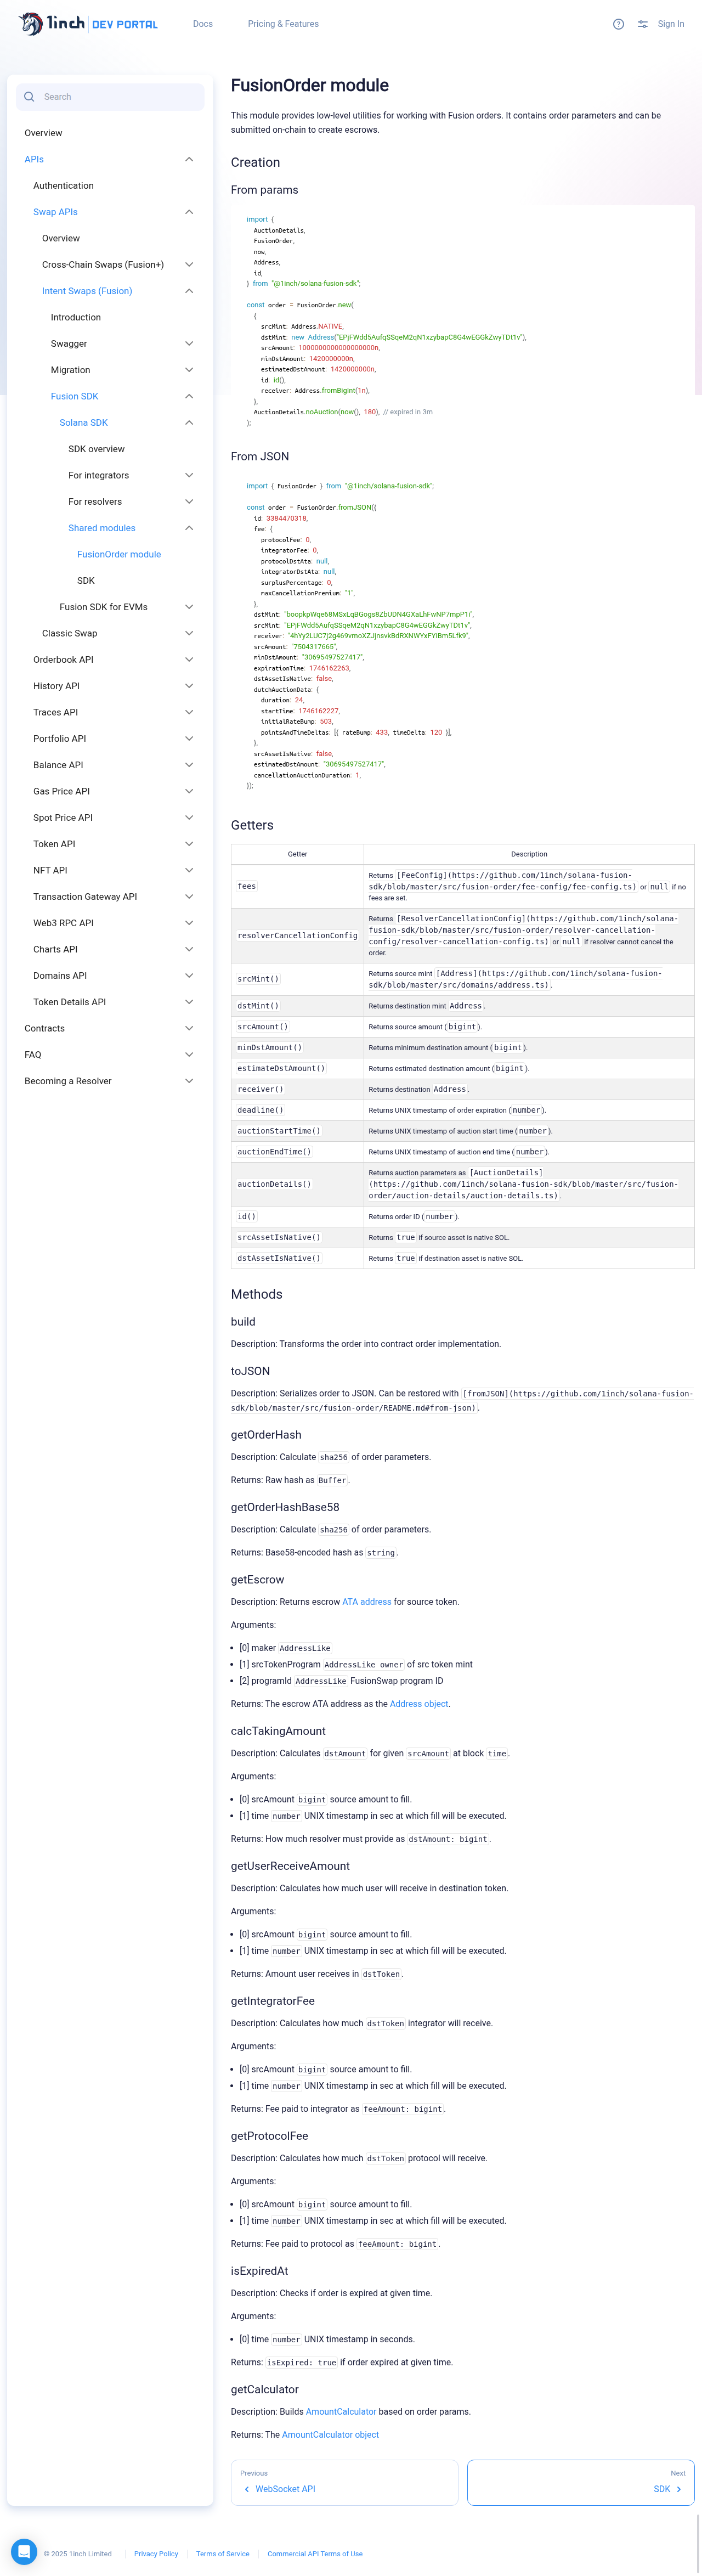 1inch DEV PORTAL
Docs
Pricing & Features
Sign In
Search
Overview
APIs
Authentication
Swap APIs
Overview
Cross-Chain Swaps (Fusion+)
Intent Swaps (Fusion)
Introduction
Swagger
Migration
Fusion SDK
Solana SDK
SDK overview
For integrators
For resolvers
Shared modules
FusionOrder module
SDK
Fusion SDK for EVMs
Classic Swap
Orderbook API
History API
Traces API
Portfolio API
Balance API
Gas Price API
Spot Price API
Token API
NFT API
Transaction Gateway API
Web3 RPC API
Charts API
Domains API
Token Details API
Contracts
FAQ
Becoming a Resolver
FusionOrder module
This module provides low-level utilities for working with Fusion orders. It contains order parameters and can be
submitted on-chain to create escrows.
Creation
From params
import {
AuctionDetails,
FusionOrder,
now,
Address,
id,
} from "@1inch/solana-fusion-sdk";
const order = FusionOrder.new(
{
srcMint: Address.NATIVE,
dstMint: new Address("EPjFWdd5AufqSSqeM2qN1xzybapC8G4wEGGkZwyTDt1v"),
srcAmount: 1000000000000000000n,
minDstAmount: 1420000000n,
estimatedDstAmount: 1420000000n,
id: id(),
receiver: Address.fromBigInt(1n),
},
AuctionDetails.noAuction(now(), 180), // expired in 3m
);
From JSON
import { FusionOrder } from "@1inch/solana-fusion-sdk";
const order = FusionOrder.fromJSON({
id: 3384470318,
fee: {
protocolFee: 0,
integratorFee: 0,
protocolDstAta: null,
integratorDstAta: null,
surplusPercentage: 0,
maxCancellationPremium: "1",
},
dstMint: "boopkpWqe68MSxLqBGogs8ZbUDN4GXaLhFwNP7mpP1i",
srcMint: "EPjFWdd5AufqSSqeM2qN1xzybapC8G4wEGGkZwyTDt1v",
receiver: "4hYy2LUC7j2g469vmoXZJjnsvkBdRXNWYxFYiBm5Lfk9",
srcAmount: "7504317665",
minDstAmount: "30695497527417",
expirationTime: 1746162263,
dstAssetIsNative: false,
dutchAuctionData: {
duration: 24,
startTime: 1746162227,
initialRateBump: 503,
pointsAndTimeDeltas: [{ rateBump: 433, timeDelta: 120 }],
},
srcAssetIsNative: false,
estimatedDstAmount: "30695497527417",
cancellationAuctionDuration: 1,
});
Getters
Getter Description
fees Returns [FeeConfig](https://github.com/1inch/solana-fusion-
sdk/blob/master/src/fusion-order/fee-config/fee-config.ts) or null if no
fees are set.
resolverCancellationConfig Returns [ResolverCancellationConfig](https://github.com/1inch/solana-
fusion-sdk/blob/master/src/fusion-order/resolver-cancellation-
config/resolver-cancellation-config.ts) or null if resolver cannot cancel the
order.
srcMint() Returns source mint [Address](https://github.com/1inch/solana-fusion-
sdk/blob/master/src/domains/address.ts).
dstMint() Returns destination mint Address.
srcAmount() Returns source amount (bigint).
minDstAmount() Returns minimum destination amount (bigint).
estimateDstAmount() Returns estimated destination amount (bigint).
receiver() Returns destination Address.
deadline() Returns UNIX timestamp of order expiration (number).
auctionStartTime() Returns UNIX timestamp of auction start time (number).
auctionEndTime() Returns UNIX timestamp of auction end time (number).
auctionDetails() Returns auction parameters as [AuctionDetails]
(https://github.com/1inch/solana-fusion-sdk/blob/master/src/fusion-
order/auction-details/auction-details.ts).
id() Returns order ID (number).
srcAssetIsNative() Returns true if source asset is native SOL.
dstAssetIsNative() Returns true if destination asset is native SOL.
Methods
build
Description: Transforms the order into contract order implementation.
toJSON
Description: Serializes order to JSON. Can be restored with [fromJSON](https://github.com/1inch/solana-fusion-
sdk/blob/master/src/fusion-order/README.md#from-json).
getOrderHash
Description: Calculate sha256 of order parameters.
Returns: Raw hash as Buffer.
getOrderHashBase58
Description: Calculate sha256 of order parameters.
Returns: Base58-encoded hash as string.
getEscrow
Description: Returns escrow ATA address for source token.
Arguments:
• [0] maker AddressLike
• [1] srcTokenProgram AddressLike owner of src token mint
• [2] programId AddressLike FusionSwap program ID
Returns: The escrow ATA address as the Address object.
calcTakingAmount
Description: Calculates dstAmount for given srcAmount at block time.
Arguments:
• [0] srcAmount bigint source amount to fill.
• [1] time number UNIX timestamp in sec at which fill will be executed.
Returns: How much resolver must provide as dstAmount: bigint.
getUserReceiveAmount
Description: Calculates how much user will receive in destination token.
Arguments:
• [0] srcAmount bigint source amount to fill.
• [1] time number UNIX timestamp in sec at which fill will be executed.
Returns: Amount user receives in dstToken.
getIntegratorFee
Description: Calculates how much dstToken integrator will receive.
Arguments:
• [0] srcAmount bigint source amount to fill.
• [1] time number UNIX timestamp in sec at which fill will be executed.
Returns: Fee paid to integrator as feeAmount: bigint.
getProtocolFee
Description: Calculates how much dstToken protocol will receive.
Arguments:
• [0] srcAmount bigint source amount to fill.
• [1] time number UNIX timestamp in sec at which fill will be executed.
Returns: Fee paid to protocol as feeAmount: bigint.
isExpiredAt
Description: Checks if order is expired at given time.
Arguments:
• [0] time number UNIX timestamp in seconds.
Returns: isExpired: true if order expired at given time.
getCalculator
Description: Builds AmountCalculator based on order params.
Returns: The AmountCalculator object
Previous
WebSocket API
Next
SDK
© 2025 1inch Limited
Privacy Policy
Terms of Service
Commercial API Terms of Use